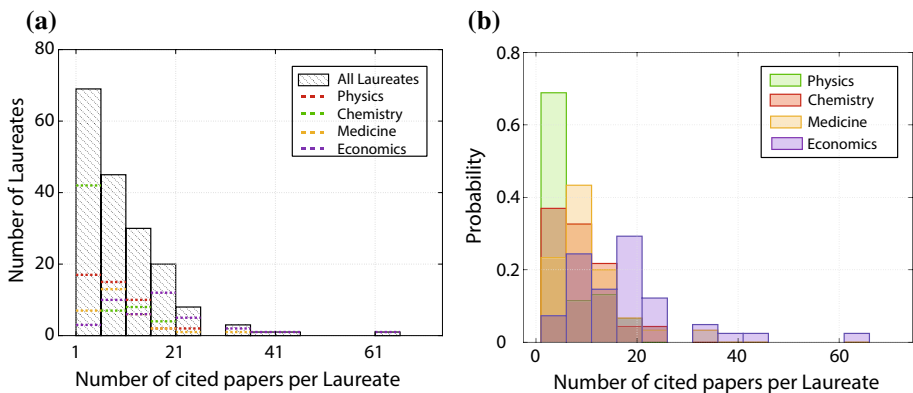 (a)
Number of Laureates
80
60
40
20
0
1
21
41
61
Number of cited papers per Laureate
All Laureates
Physics
Chemistry
Medicine
Economics
(b)
Probability
0.8
0.6
0.4
0.2
0
0
20
40
60
Number of cited papers per Laureate
Physics
Chemistry
Medicine
Economics